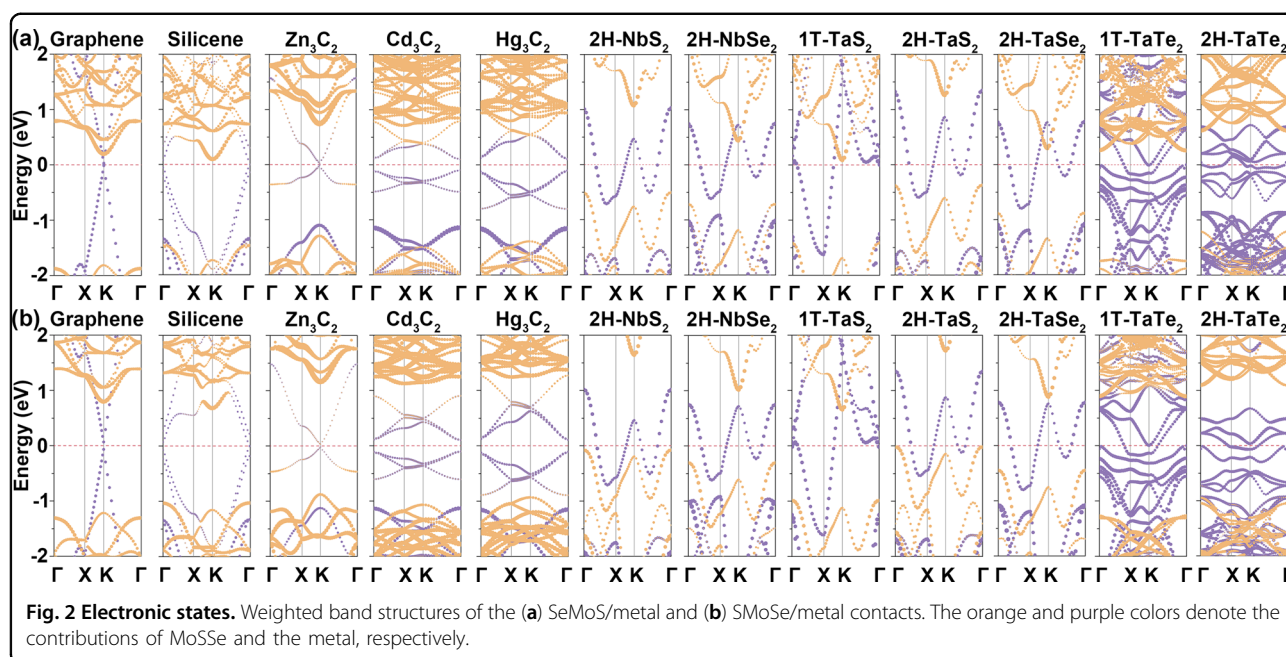 (a) Graphene Silicene Zn₃C₂ Cd₃C₂ Hg₃C₂ 2H-NbS₂ 2H-NbSe₂ 1T-TaS₂ 2H-TaS₂ 2H-TaSe₂ 1T-TaTe₂ 2H-TaTe₂
2
1
0
-1
-2
Energy (eV)
Γ X K Γ Γ X K Γ Γ X K Γ Γ X K Γ Γ X K Γ Γ X K Γ Γ X K Γ Γ X K Γ Γ X K Γ Γ X K Γ Γ X K Γ Γ X K Γ
(b) Graphene Silicene Zn₃C₂ Cd₃C₂ Hg₃C₂ 2H-NbS₂ 2H-NbSe₂ 1T-TaS₂ 2H-TaS₂ 2H-TaSe₂ 1T-TaTe₂ 2H-TaTe₂
2
1
0
-1
-2
Energy (eV)
Γ X K Γ Γ X K Γ Γ X K Γ Γ X K Γ Γ X K Γ Γ X K Γ Γ X K Γ Γ X K Γ Γ X K Γ Γ X K Γ Γ X K Γ Γ X K Γ
Fig. 2 Electronic states. Weighted band structures of the (a) SeMoS/metal and (b) SMoSe/metal contacts. The orange and purple colors denote the
contributions of MoSSe and the metal, respectively.